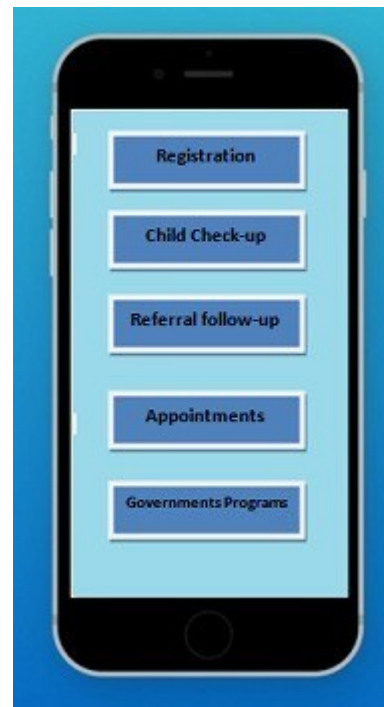 Registration
Child Check-up
Referral follow-up
Appointments
Governments Programs